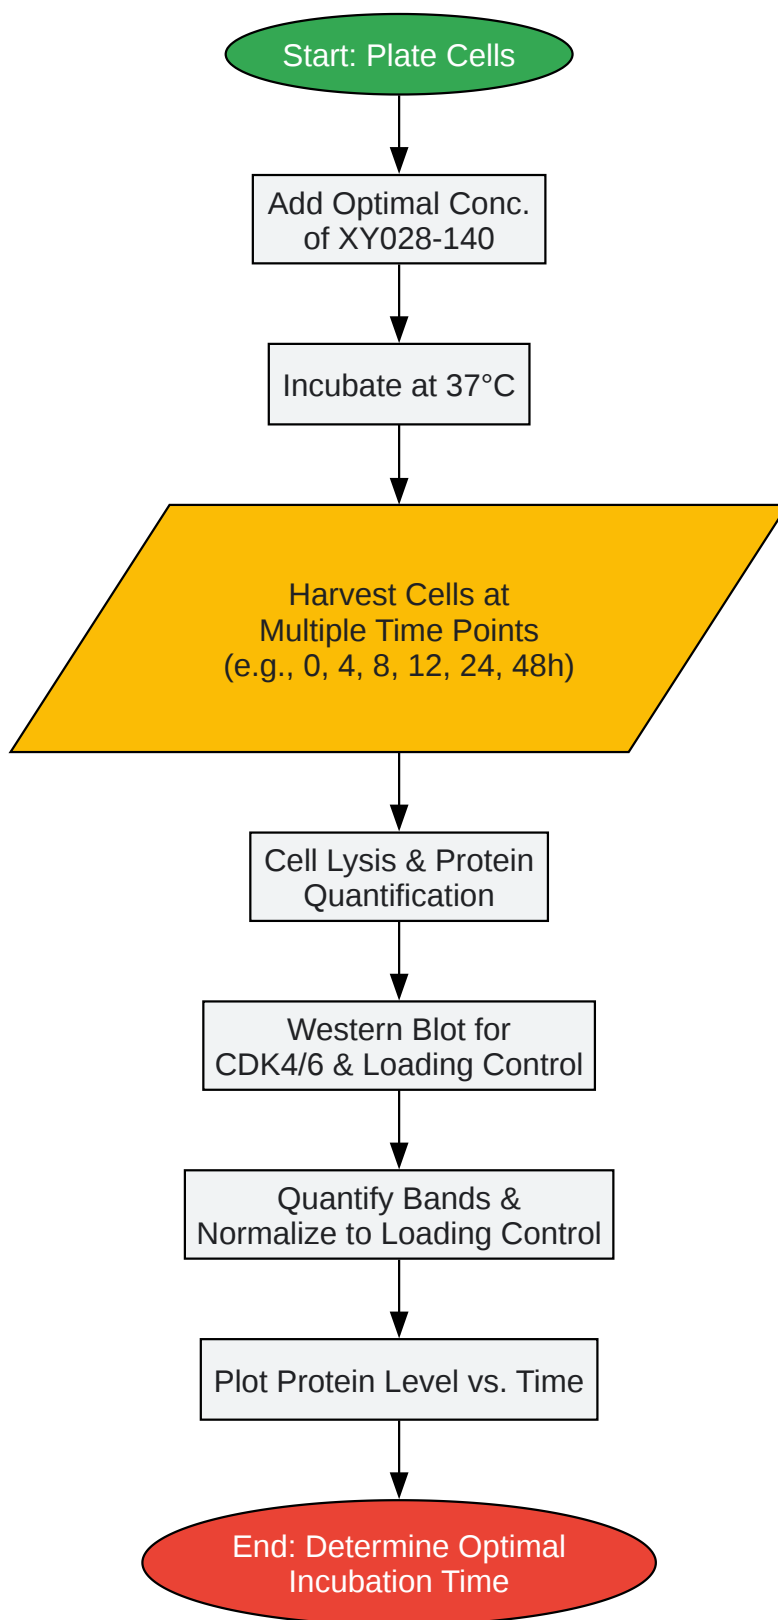 Start: Plate Cells
Add Optimal Conc.
of XY028-140
Incubate at 37°C
Harvest Cells at
Multiple Time Points
(e.g., 0, 4, 8, 12, 24, 48h)
Cell Lysis & Protein
Quantification
Western Blot for
CDK4/6 & Loading Control
Quantify Bands &
Normalize to Loading Control
Plot Protein Level vs. Time
End: Determine Optimal
Incubation Time